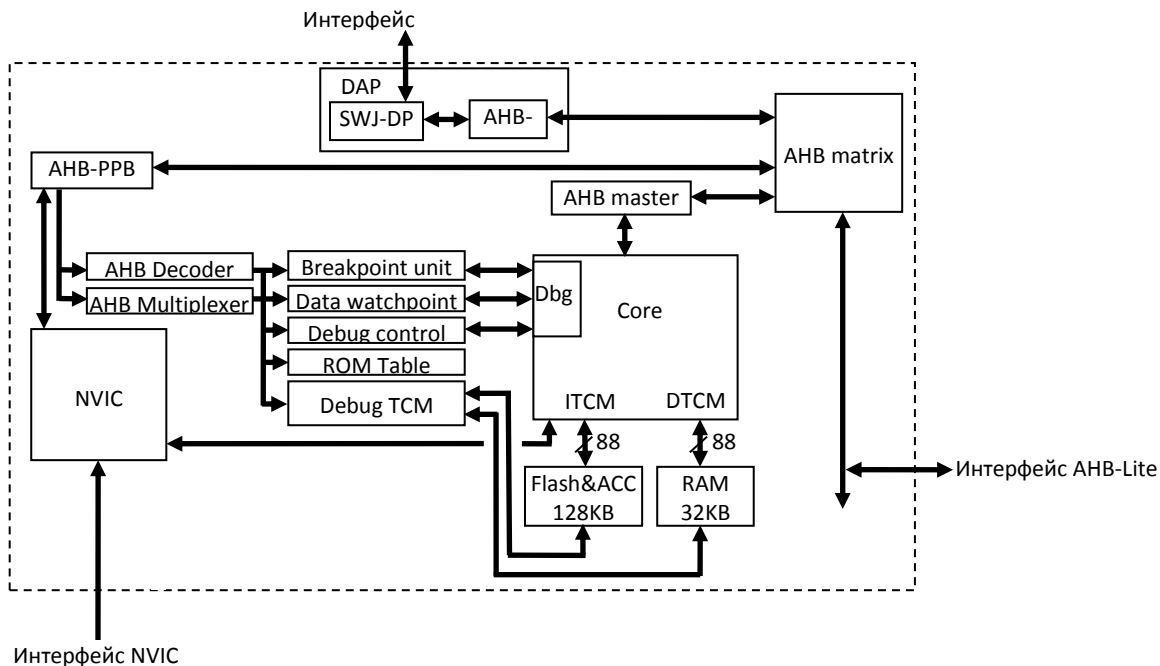 Интерфейс
DAP
SWJ-DP
AHB-
AHB matrix
AHB-PPB
AHB master
AHB Decoder
Breakpoint unit
Dbg
Core
AHB Multiplexer
Data watchpoint
Debug control
ROM Table
NVIC
Debug TCM
ITCM
DTCM
88
88
Flash&ACC
128KB
RAM
32KB
Интерфейс AHB-Lite
Интерфейс NVIC